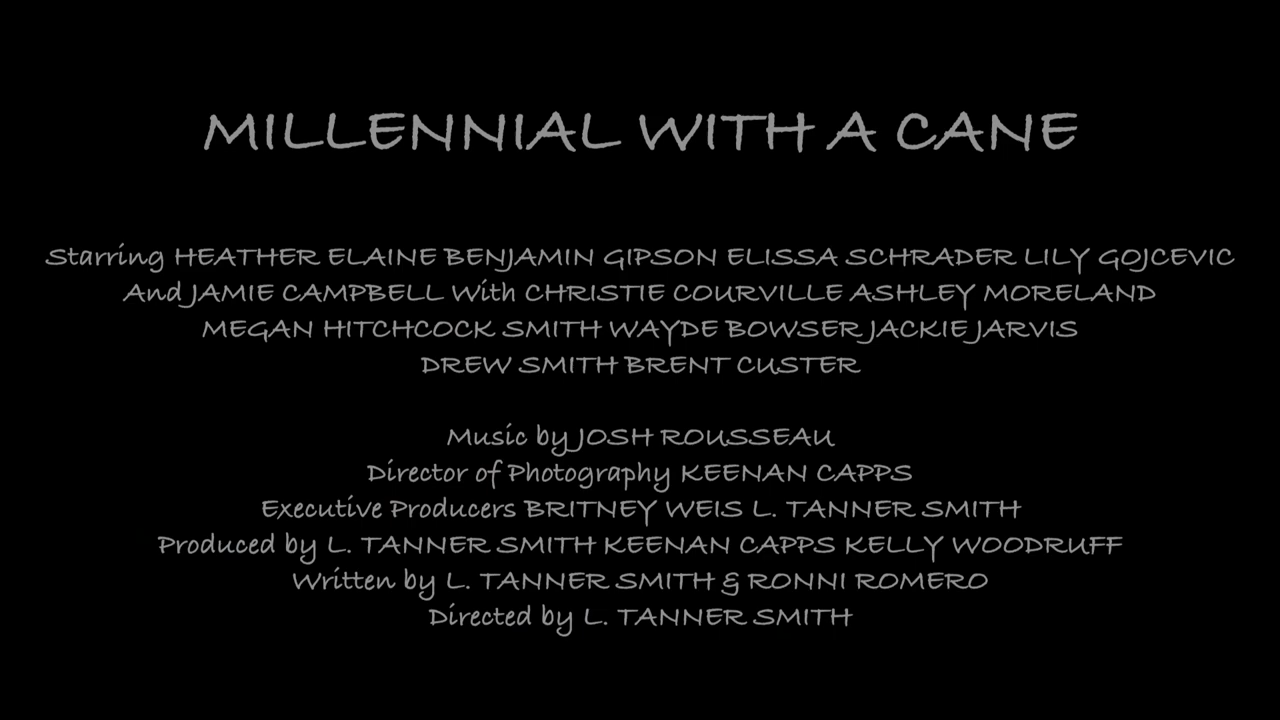 MILLENNIAL WITH A CANE
Starring HEATHER ELAINE BENJAMIN GIPSON ELISSA SCHRADER LILY GOJCEVIC
And JAMIE CAMPBELL With CHRISTIE COURVILLE ASHLEY MORELAND
MEGAN HITCHCOCK SMITH WAYDE BOWSER JACKIE JARVIS
DREW SMITH BRENT CUSTER
Music by JOSH ROUSSEAU
Director of Photography KEENAN CAPPS
Executive Producers BRITNEY WEIS L. TANNER SMITH
Produced by L. TANNER SMITH KEENAN CAPPS KELLY WOODRUFF
Written by L. TANNER SMITH & RONNI ROMERO
Directed by L. TANNER SMITH